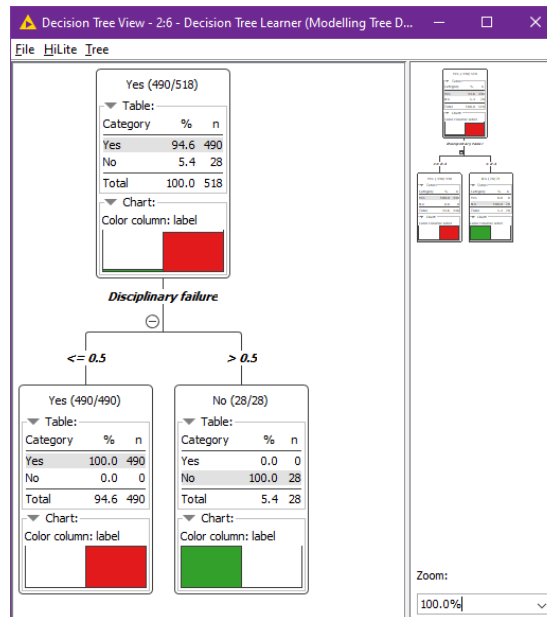 Decision Tree View - 2:6 - Decision Tree Learner (Modelling Tree D...
File HiLite Tree
Yes (490/518)
Table:
Category % n
Yes 94.6 490
No 5.4 28
Total 100.0 518
Chart:
Color column: label
Disciplinary failure
<= 0.5 > 0.5
Yes (490/490)
Table:
Category % n
Yes 100.0 490
No 0.0 0
Total 94.6 490
Chart:
Color column: label
No (28/28)
Table:
Category % n
Yes 0.0 0
No 100.0 28
Total 5.4 28
Chart:
Color column: label
Disciplinary failure
Zoom:
100.0%